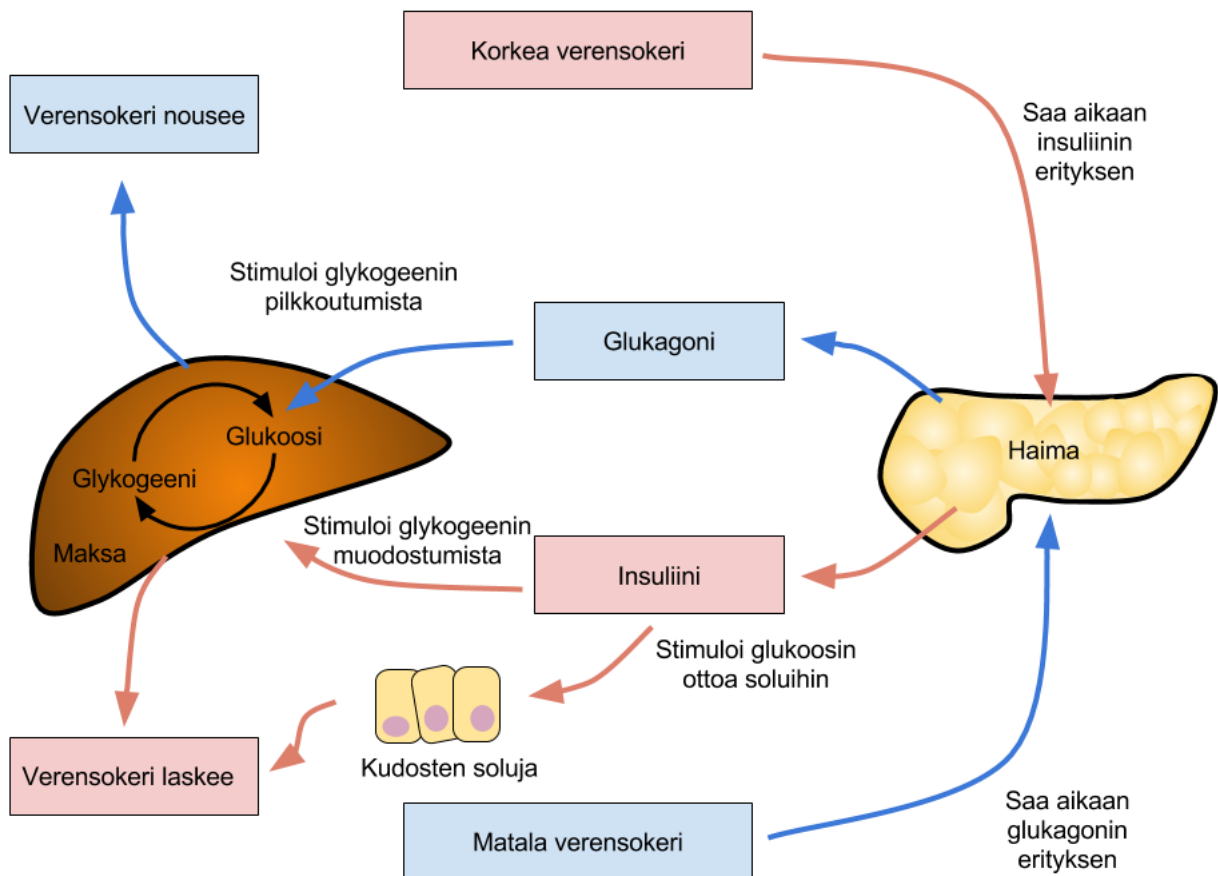 Korkea verensokeri
Verensokeri nousee
Saa aikaan
insuliinin
erityksen
Stimuloi glykogeenin
pilkkoutumista
Glukagoni
Glukoosi
Glykogeeni
Haima
Maksa
Stimuloi glykogeenin
muodostumista
Insuliini
Stimuloi glukoosin
ottoa soluihin
Verensokeri laskee
Kudosten soluja
Matala verensokeri
Saa aikaan
glukagonin
erityksen